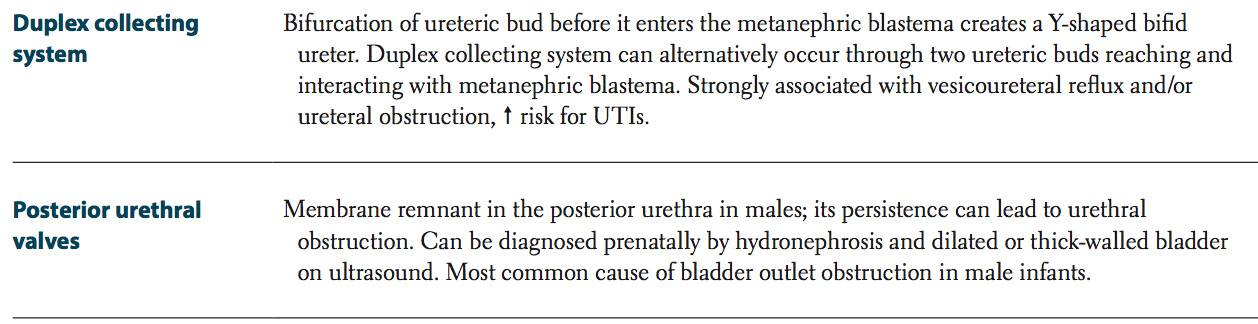 Duplex collecting
system
Bifurcation of ureteric bud before it enters the metanephric blastema creates a Y-shaped bifid
ureter. Duplex collecting system can alternatively occur through two ureteric buds reaching and
interacting with metanephric blastema. Strongly associated with vesicoureteral reflux and/or
ureteral obstruction, ↑ risk for UTIs.
Posterior urethral
valves
Membrane remnant in the posterior urethra in males; its persistence can lead to urethral
obstruction. Can be diagnosed prenatally by hydronephrosis and dilated or thick-walled bladder
on ultrasound. Most common cause of bladder outlet obstruction in male infants.